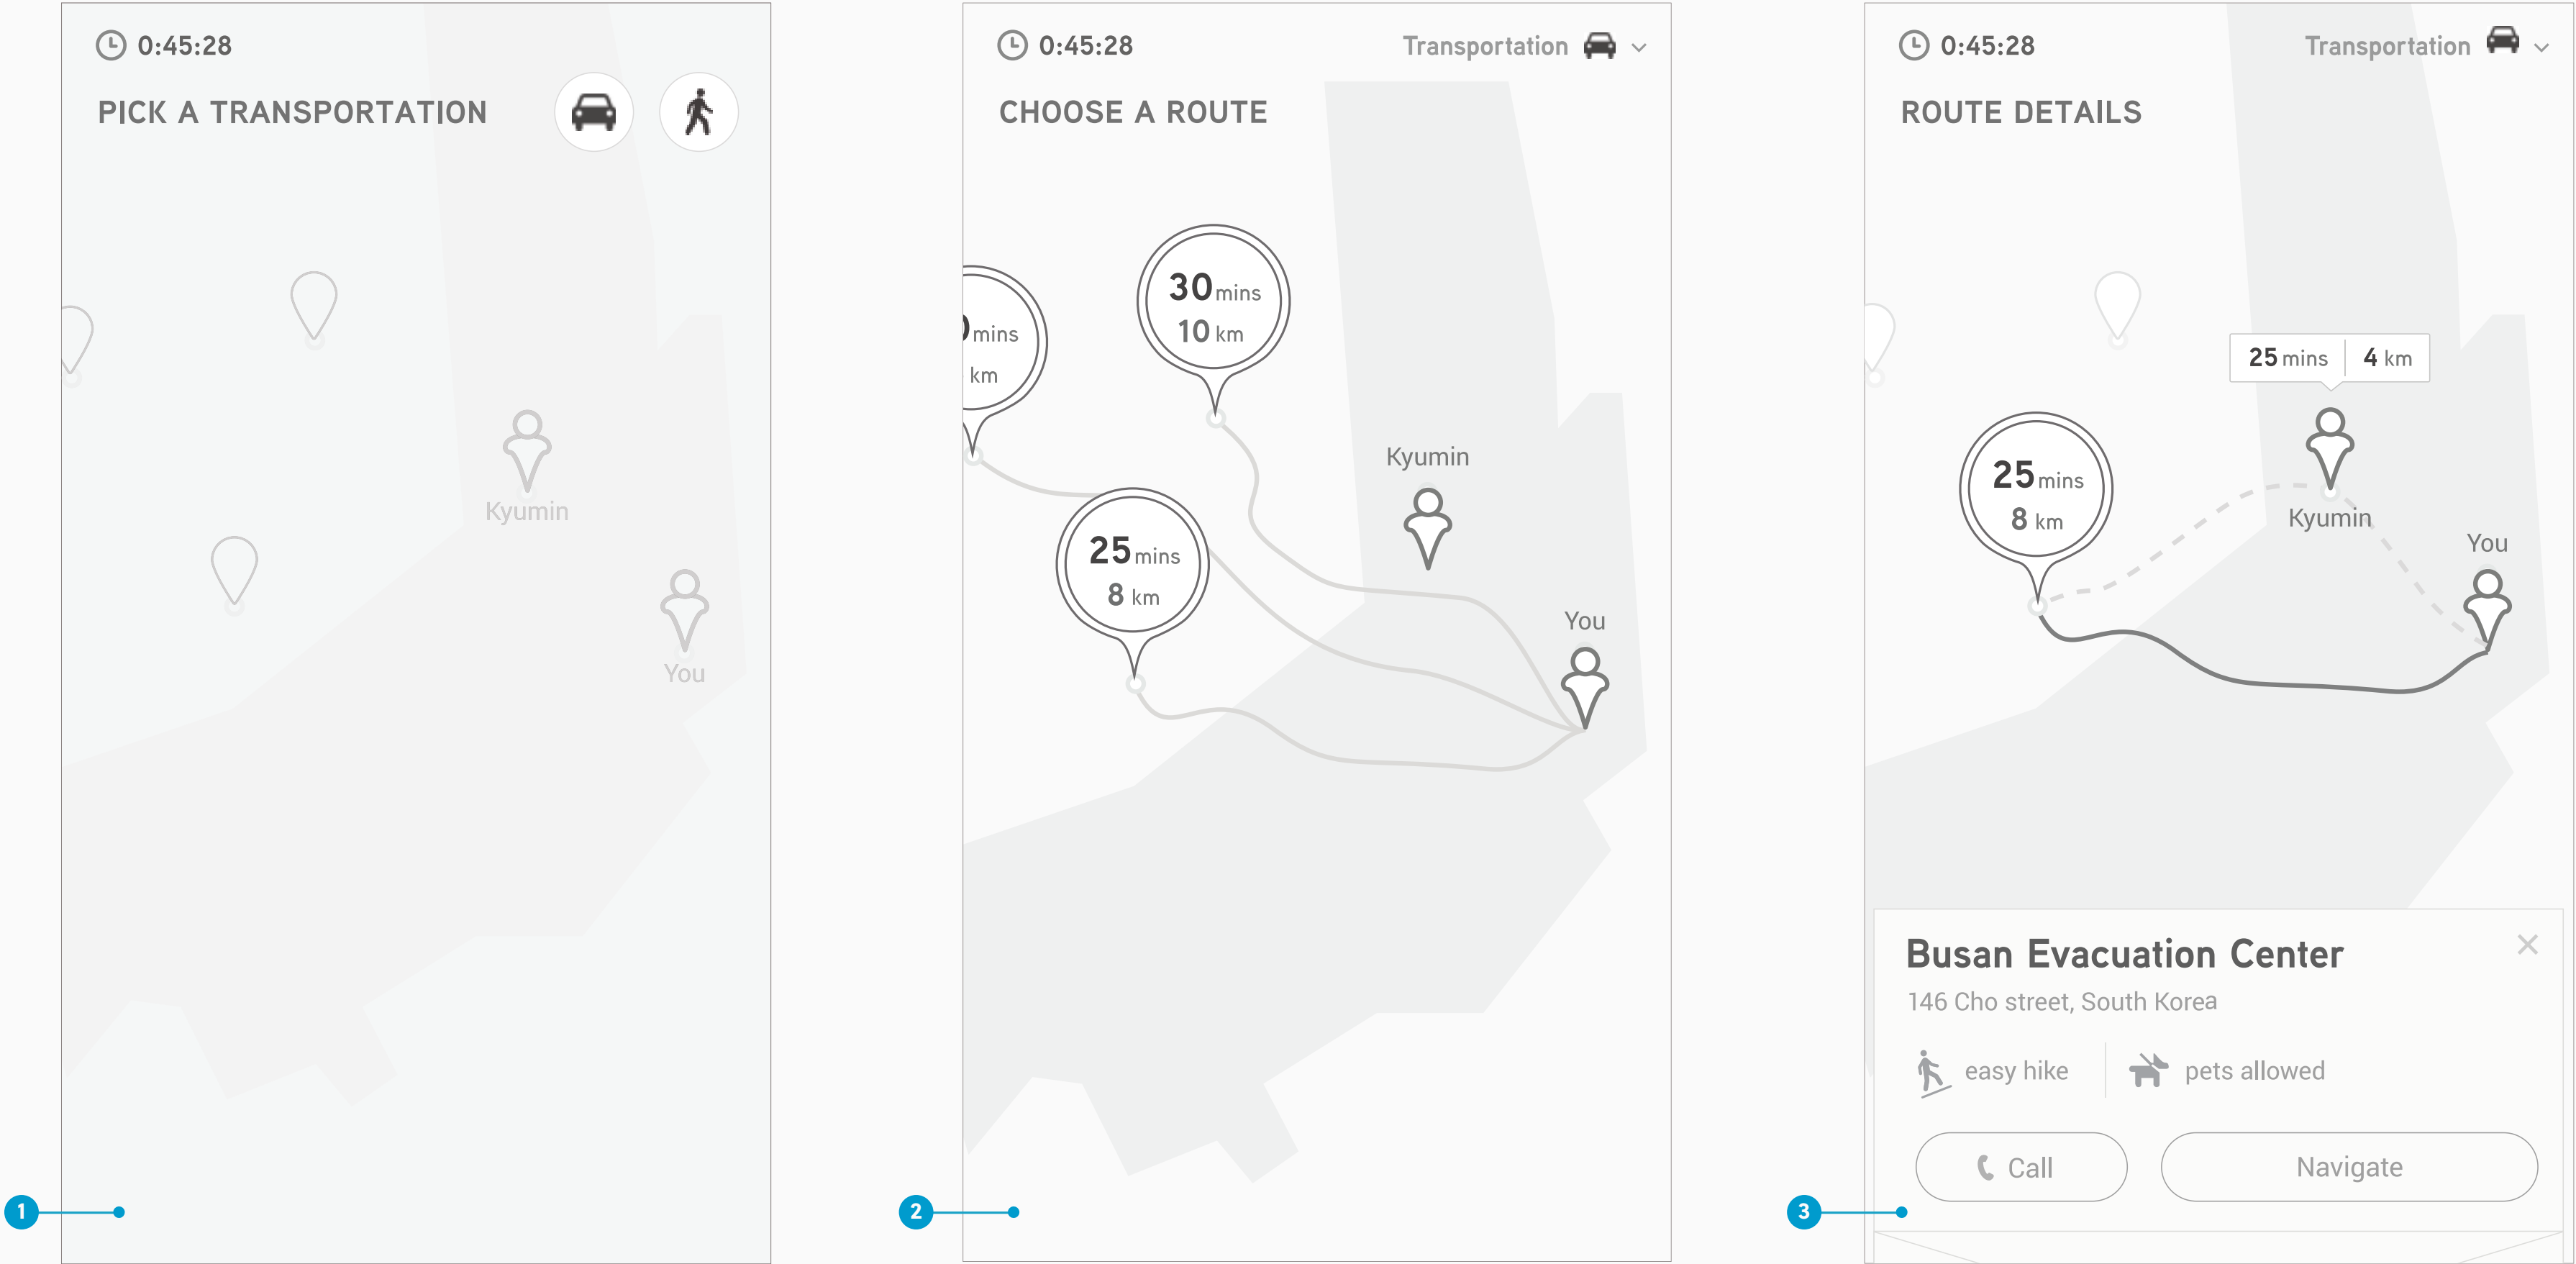 0:45:28
PICK A TRANSPORTATION
Kyumin
You
1
0:45:28
Transportation
CHOOSE A ROUTE
30 mins
10 km
mins
km
Kyumin
25 mins
8 km
You
2
0:45:28
Transportation
ROUTE DETAILS
25 mins 4 km
25 mins
8 km
Kyumin
You
Busan Evacuation Center
146 Cho street, South Korea
easy hike
pets allowed
Call
Navigate
3